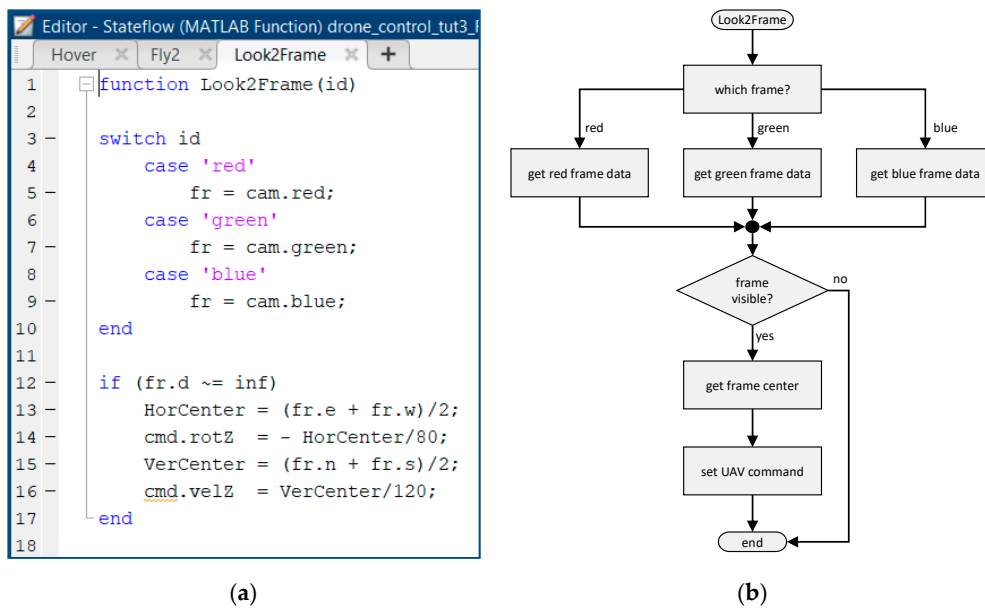 Editor - Stateflow (MATLAB Function) drone_control_tut3_
Hover × Fly2 × Look2Frame × +
1 function Look2Frame(id)
2
3 - switch id
4 case 'red'
5 - fr = cam.red;
6 case 'green'
7 - fr = cam.green;
8 case 'blue'
9 - fr = cam.blue;
10 end
11
12 - if (fr.d ~= inf)
13 - HorCenter = (fr.e + fr.w)/2;
14 - cmd.rotZ  = - HorCenter/80;
15 - VerCenter = (fr.n + fr.s)/2;
16 - cmd.velZ  = VerCenter/120;
17 end
18
(a)
Look2Frame
which frame?
red
green
blue
get red frame data
get green frame data
get blue frame data
frame
visible?
no
yes
get frame center
set UAV command
end
(b)